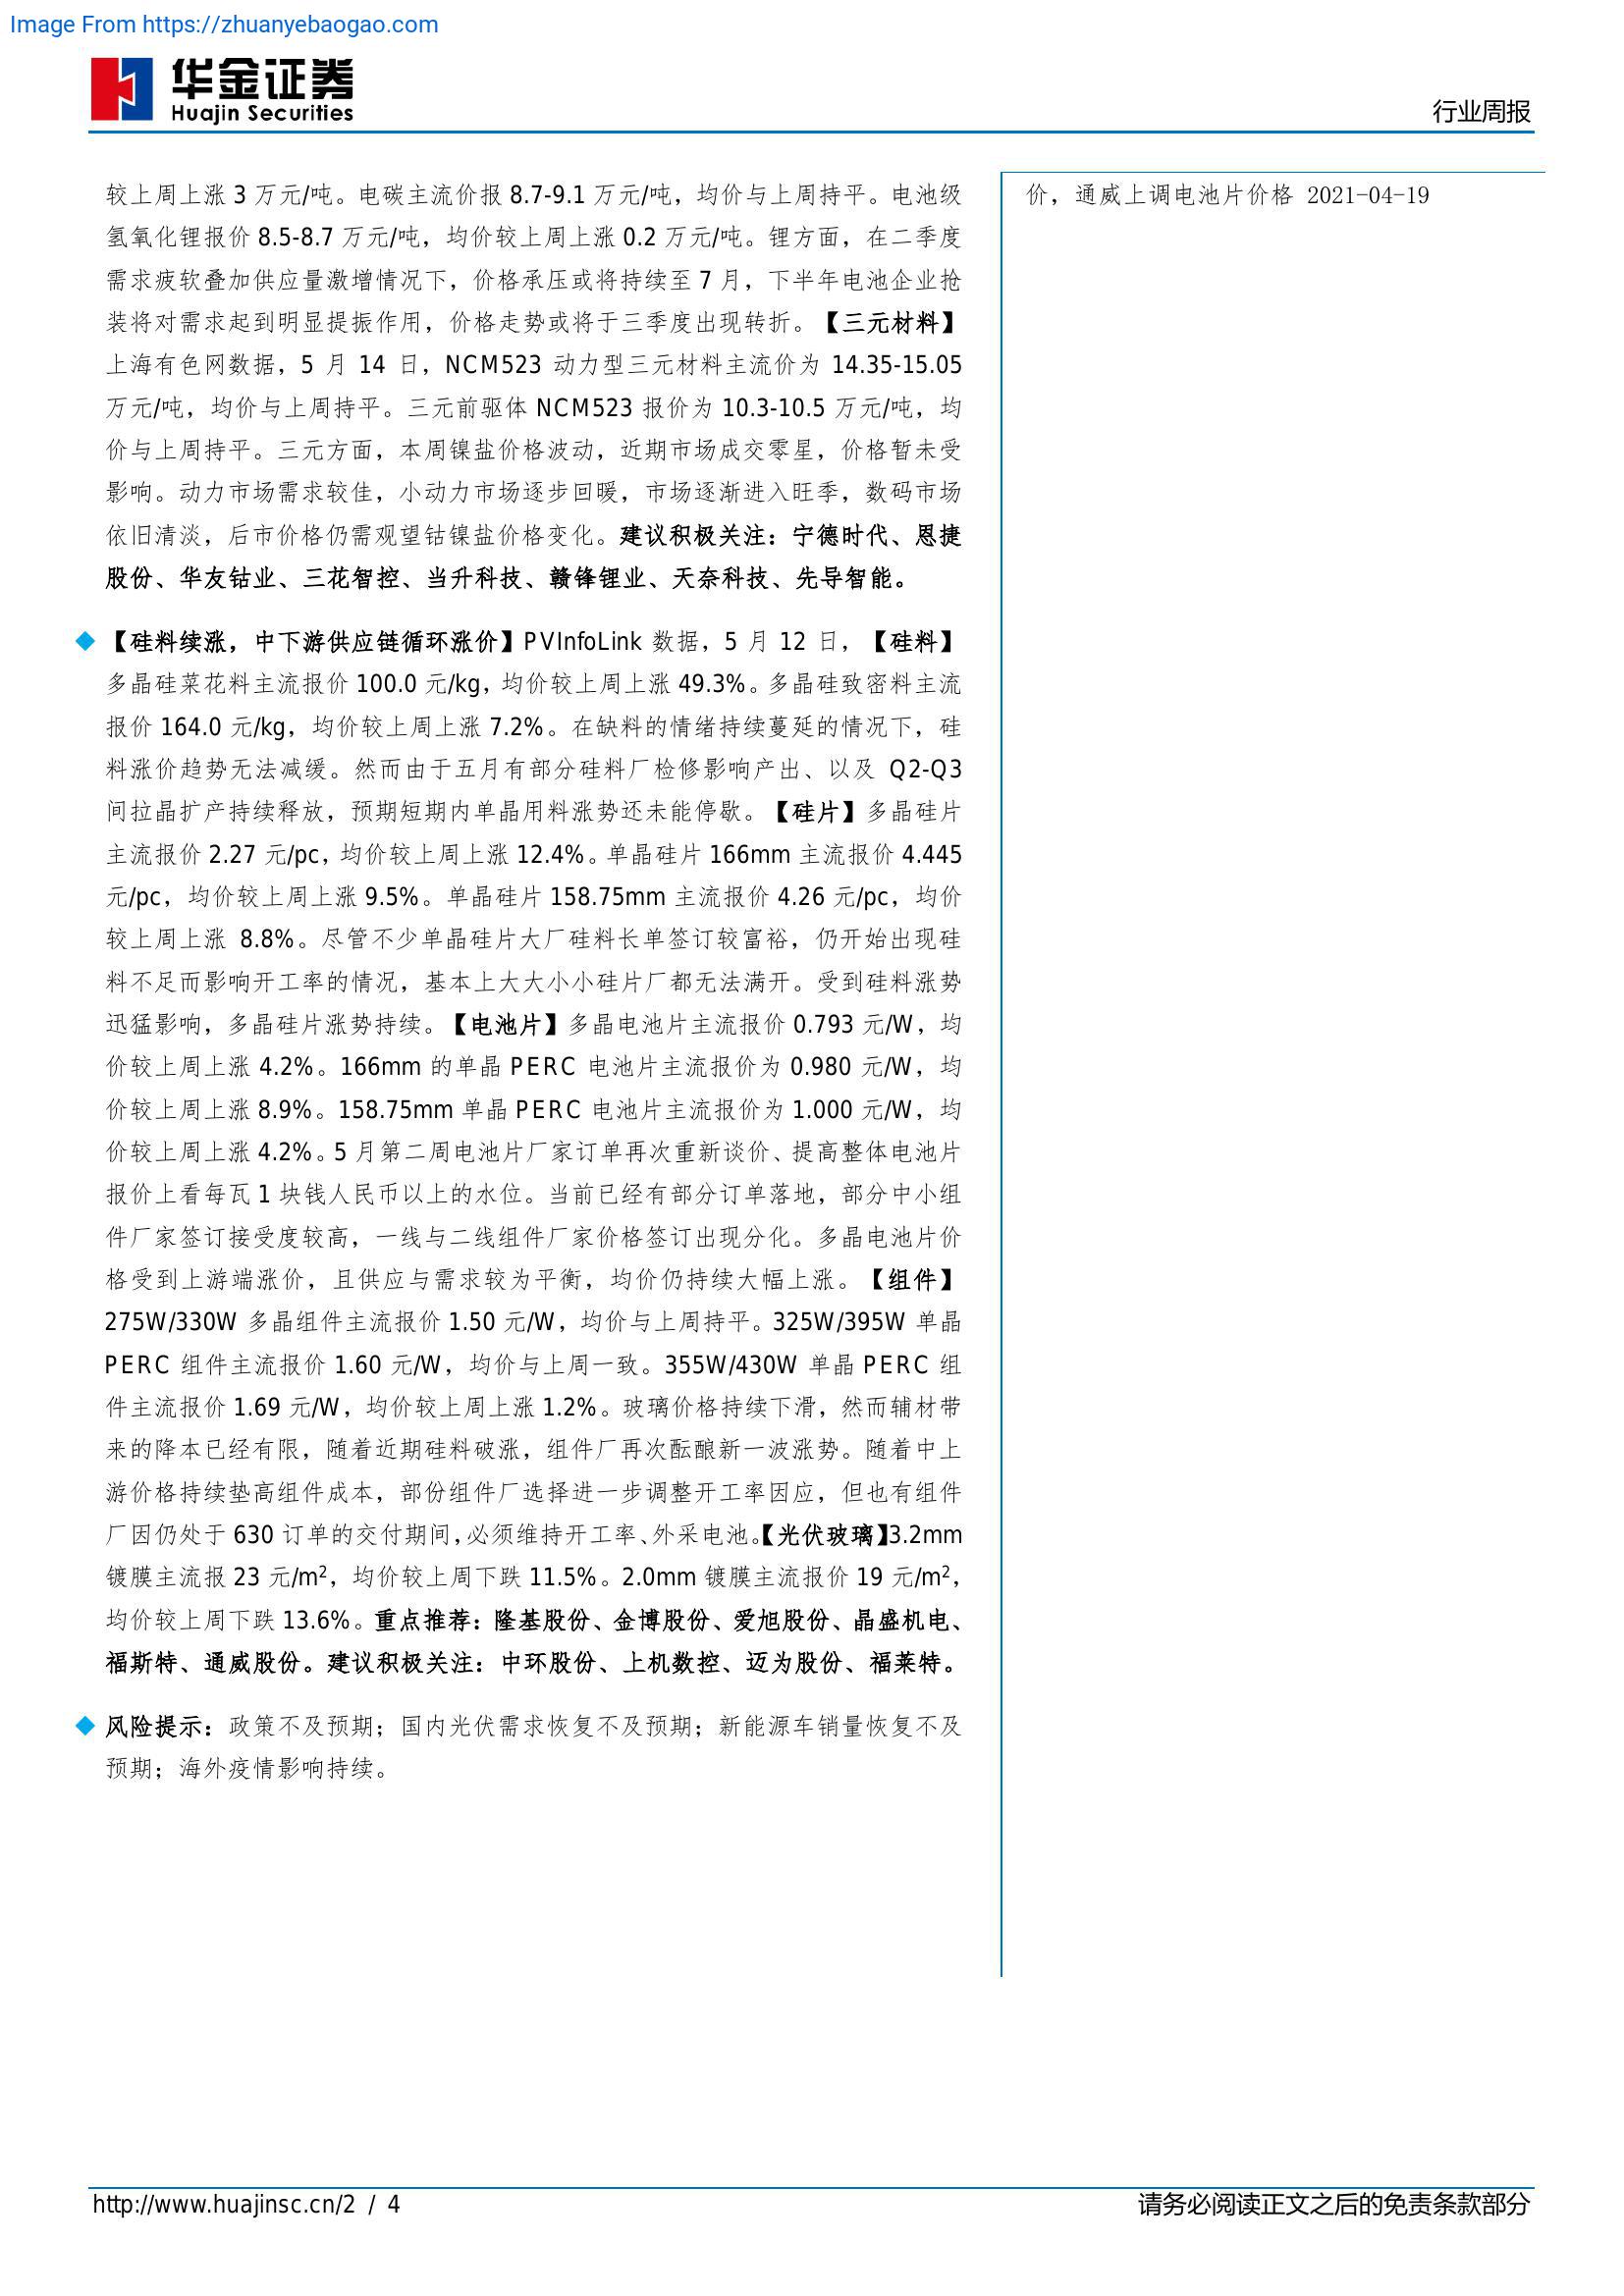 Image From https://zhuanyebaogao.com
华金证券
Huajin Securities
行业周报
较上周上涨 3 万元/吨。电碳主流价报 8.7-9.1 万元/吨，均价与上周持平。电池级
氢氧化锂报价 8.5-8.7 万元/吨，均价较上周上涨 0.2 万元/吨。锂方面，在二季度
需求疲软叠加供应量激增情况下，价格承压或将持续至 7 月，下半年电池企业抢
装将对需求起到明显提振作用，价格走势或将于三季度出现转折。【三元材料】
上海有色网数据，5 月 14 日，NCM523 动力型三元材料主流价为 14.35-15.05
万元/吨，均价与上周持平。三元前驱体 NCM523 报价为 10.3-10.5 万元/吨，均
价与上周持平。三元方面，本周镍盐价格波动，近期市场成交零星，价格暂未受
影响。动力市场需求较佳，小动力市场逐步回暖，市场逐渐进入旺季，数码市场
依旧清淡，后市价格仍需观望钴镍盐价格变化。建议积极关注：宁德时代、恩捷
股份、华友钴业、三花智控、当升科技、赣锋锂业、天奈科技、先导智能。
◆ 【硅料续涨，中下游供应链循环涨价】PVInfoLink 数据，5 月 12 日，【硅料】
多晶硅菜花料主流报价 100.0 元/kg，均价较上周上涨 49.3%。多晶硅致密料主流
报价 164.0 元/kg，均价较上周上涨 7.2%。在缺料的情绪持续蔓延的情况下，硅
料涨价趋势无法减缓。然而由于五月有部分硅料厂检修影响产出、以及 Q2-Q3
间拉晶扩产持续释放，预期短期内单晶用料涨势还未能停歇。【硅片】多晶硅片
主流报价 2.27 元/pc，均价较上周上涨 12.4%。单晶硅片 166mm 主流报价 4.445
元/pc，均价较上周上涨 9.5%。单晶硅片 158.75mm 主流报价 4.26 元/pc，均价
较上周上涨 8.8%。尽管不少单晶硅片大厂硅料长单签订较富裕，仍开始出现硅
料不足而影响开工率的情况，基本上大大小小硅片厂都无法满开。受到硅料涨势
迅猛影响，多晶硅片涨势持续。【电池片】多晶电池片主流报价 0.793 元/W，均
价较上周上涨 4.2%。166mm 的单晶 PERC 电池片主流报价为 0.980 元/W，均
价较上周上涨 8.9%。158.75mm 单晶 PERC 电池片主流报价为 1.000 元/W，均
价较上周上涨 4.2%。5 月第二周电池片厂家订单再次重新谈价、提高整体电池片
报价上看每瓦 1 块钱人民币以上的水位。当前已经有部分订单落地，部分中小组
件厂家签订接受度较高，一线与二线组件厂家价格签订出现分化。多晶电池片价
格受到上游端涨价，且供应与需求较为平衡，均价仍持续大幅上涨。【组件】
275W/330W 多晶组件主流报价 1.50 元/W，均价与上周持平。325W/395W 单晶
PERC 组件主流报价 1.60 元/W，均价与上周一致。355W/430W 单晶 PERC 组
件主流报价 1.69 元/W，均价较上周上涨 1.2%。玻璃价格持续下滑，然而辅材带
来的降本已经有限，随着近期硅料破涨，组件厂再次酝酿新一波涨势。随着中上
游价格持续垫高组件成本，部份组件厂选择进一步调整开工率因应，但也有组件
厂因仍处于 630 订单的交付期间，必须维持开工率、外采电池。【光伏玻璃】3.2mm
镀膜主流报 23 元/m²，均价较上周下跌 11.5%。2.0mm 镀膜主流报价 19 元/m²，
均价较上周下跌 13.6%。重点推荐：隆基股份、金博股份、爱旭股份、晶盛机电、
福斯特、通威股份。建议积极关注：中环股份、上机数控、迈为股份、福莱特。
◆ 风险提示：政策不及预期；国内光伏需求恢复不及预期；新能源车销量恢复不及
预期；海外疫情影响持续。
价，通威上调电池片价格 2021-04-19
http://www.huajinsc.cn/2 / 4
请务必阅读正文之后的免责条款部分